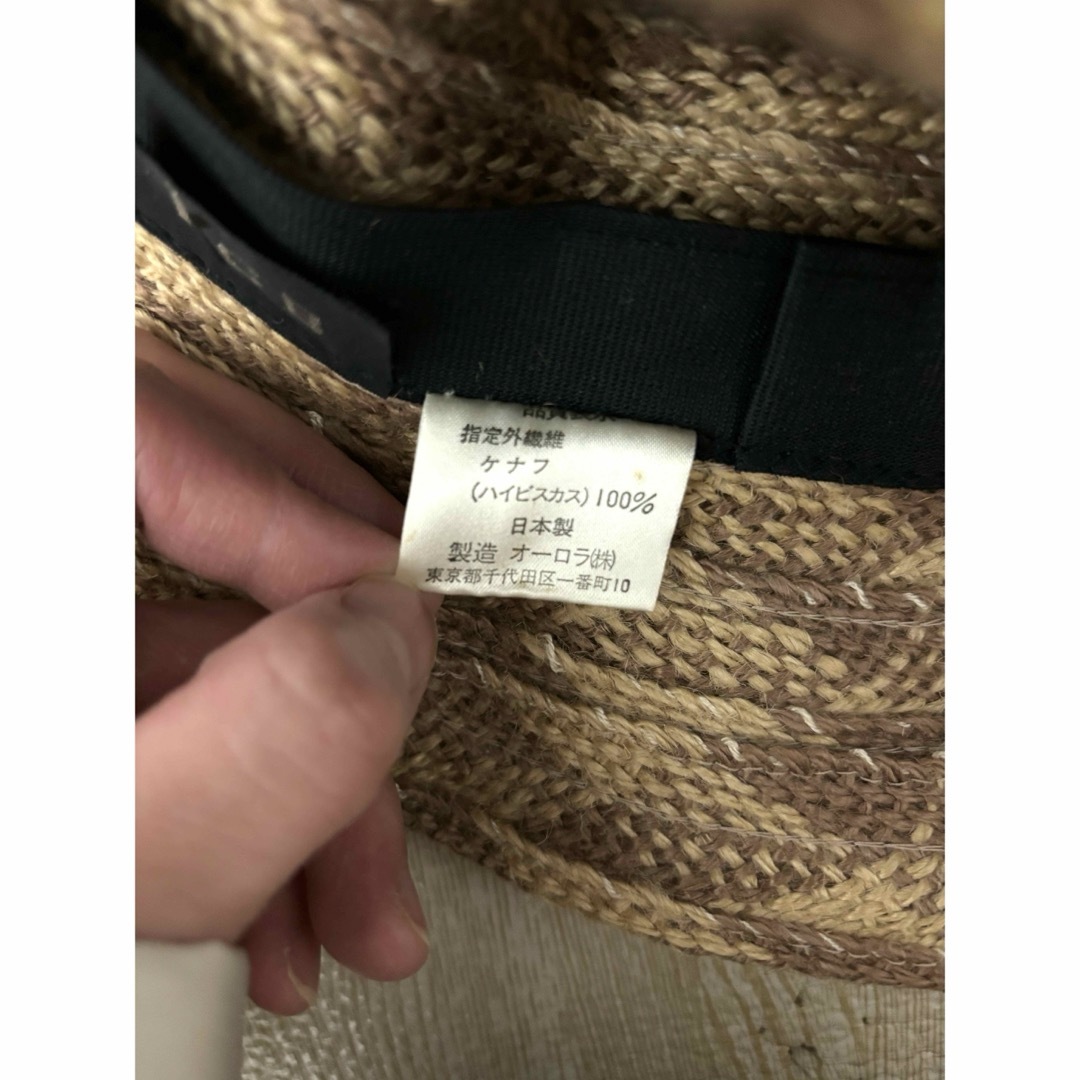 指定外繊維
ケナフ
(ハイビスカス)100%
日本製
製造 オーロラ(株)
東京都千代田区一番町10